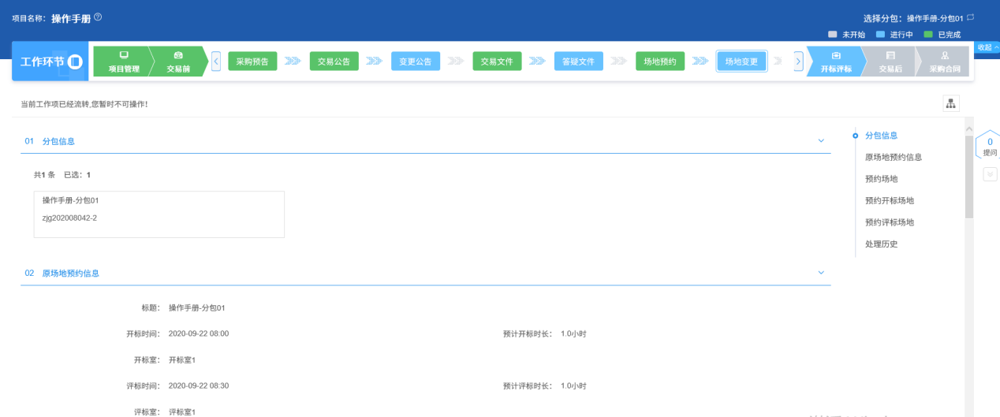 项目名称: 操作手册
选择分包: 操作手册-分包01
未开始 进行中 已完成
工作环节 项目管理 交易前 采购预告 交易公告 变更公告 交易文件 答疑文件 场地预约 场地变更 开标评标 交易后 采购合同
收起
当前工作项已经流转,您暂时不可操作!
01 分包信息
共1 条 已选: 1
操作手册-分包01
zjg202008042-2
02 原场地预约信息
标题: 操作手册-分包01
开标时间: 2020-09-22 08:00 预计开标时长: 1.0小时
开标室: 开标室1
评标时间: 2020-09-22 08:30 预计评标时长: 1.0小时
评标室: 评标室1
分包信息
原场地预约信息
预约场地
预约开标场地
预约评标场地
处理历史
0
提问